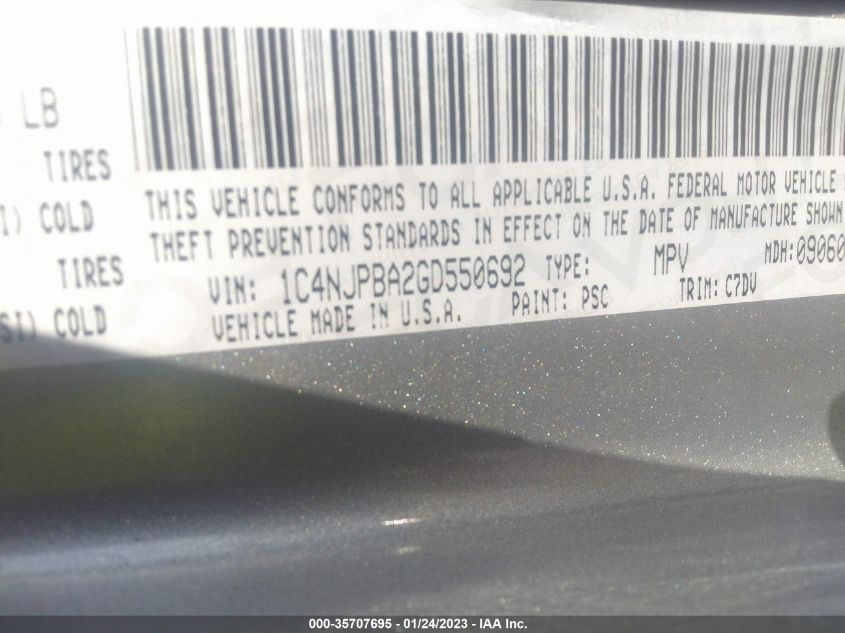 LB
TIRES
COLD
TIRES
COLD
THIS VEHICLE CONFORMS TO ALL APPLICABLE U.S.A. FEDERAL MOTOR VEHICLE
THEFT PREVENTION STANDARDS IN EFFECT ON THE DATE OF MANUFACTURE SHOWN
VIN: 1C4NJPBA2GD550692 TYPE: MPV MDH: 09060
VEHICLE MADE IN U.S.A. PAINT: PSC TRIM: C7DV
000-35707695 - 01/24/2023 - IAA Inc.